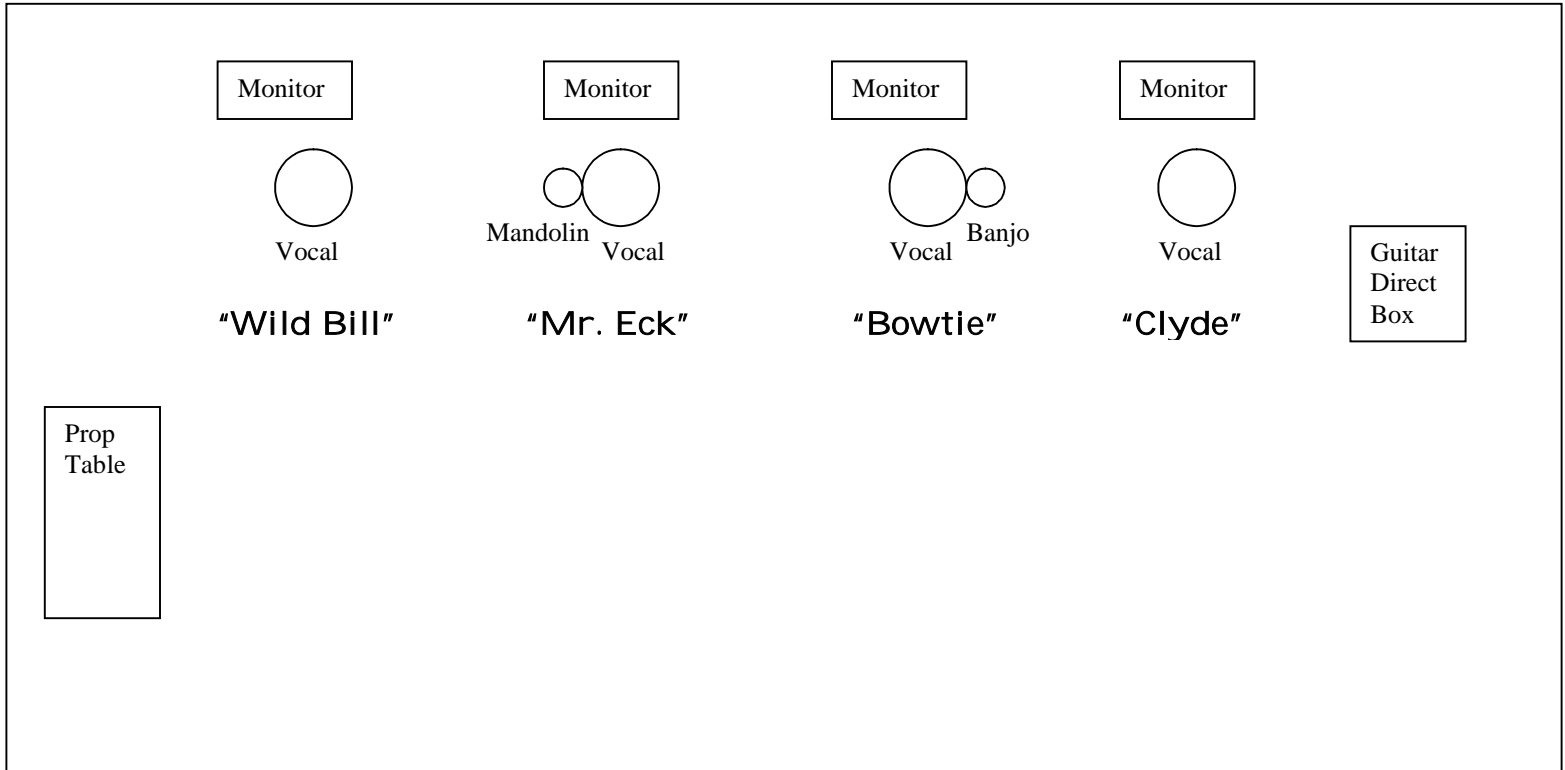 Monitor Monitor Monitor Monitor
Mandolin Banjo
Vocal Vocal Vocal Vocal
Guitar
Direct
Box
“Wild Bill” “Mr. Eck” “Bowtie” “Clyde”
Prop
Table